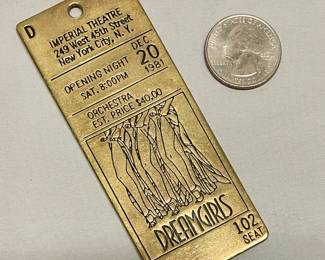 D
IMPERIAL THEATRE
249 West 45th Street
New York City, N.Y.
OPENING NIGHT
SAT. 8:00PM
DEC.
20
1981
ORCHESTRA
EST. PRICE $40.00
DREAMGIRLS
102
SEAT